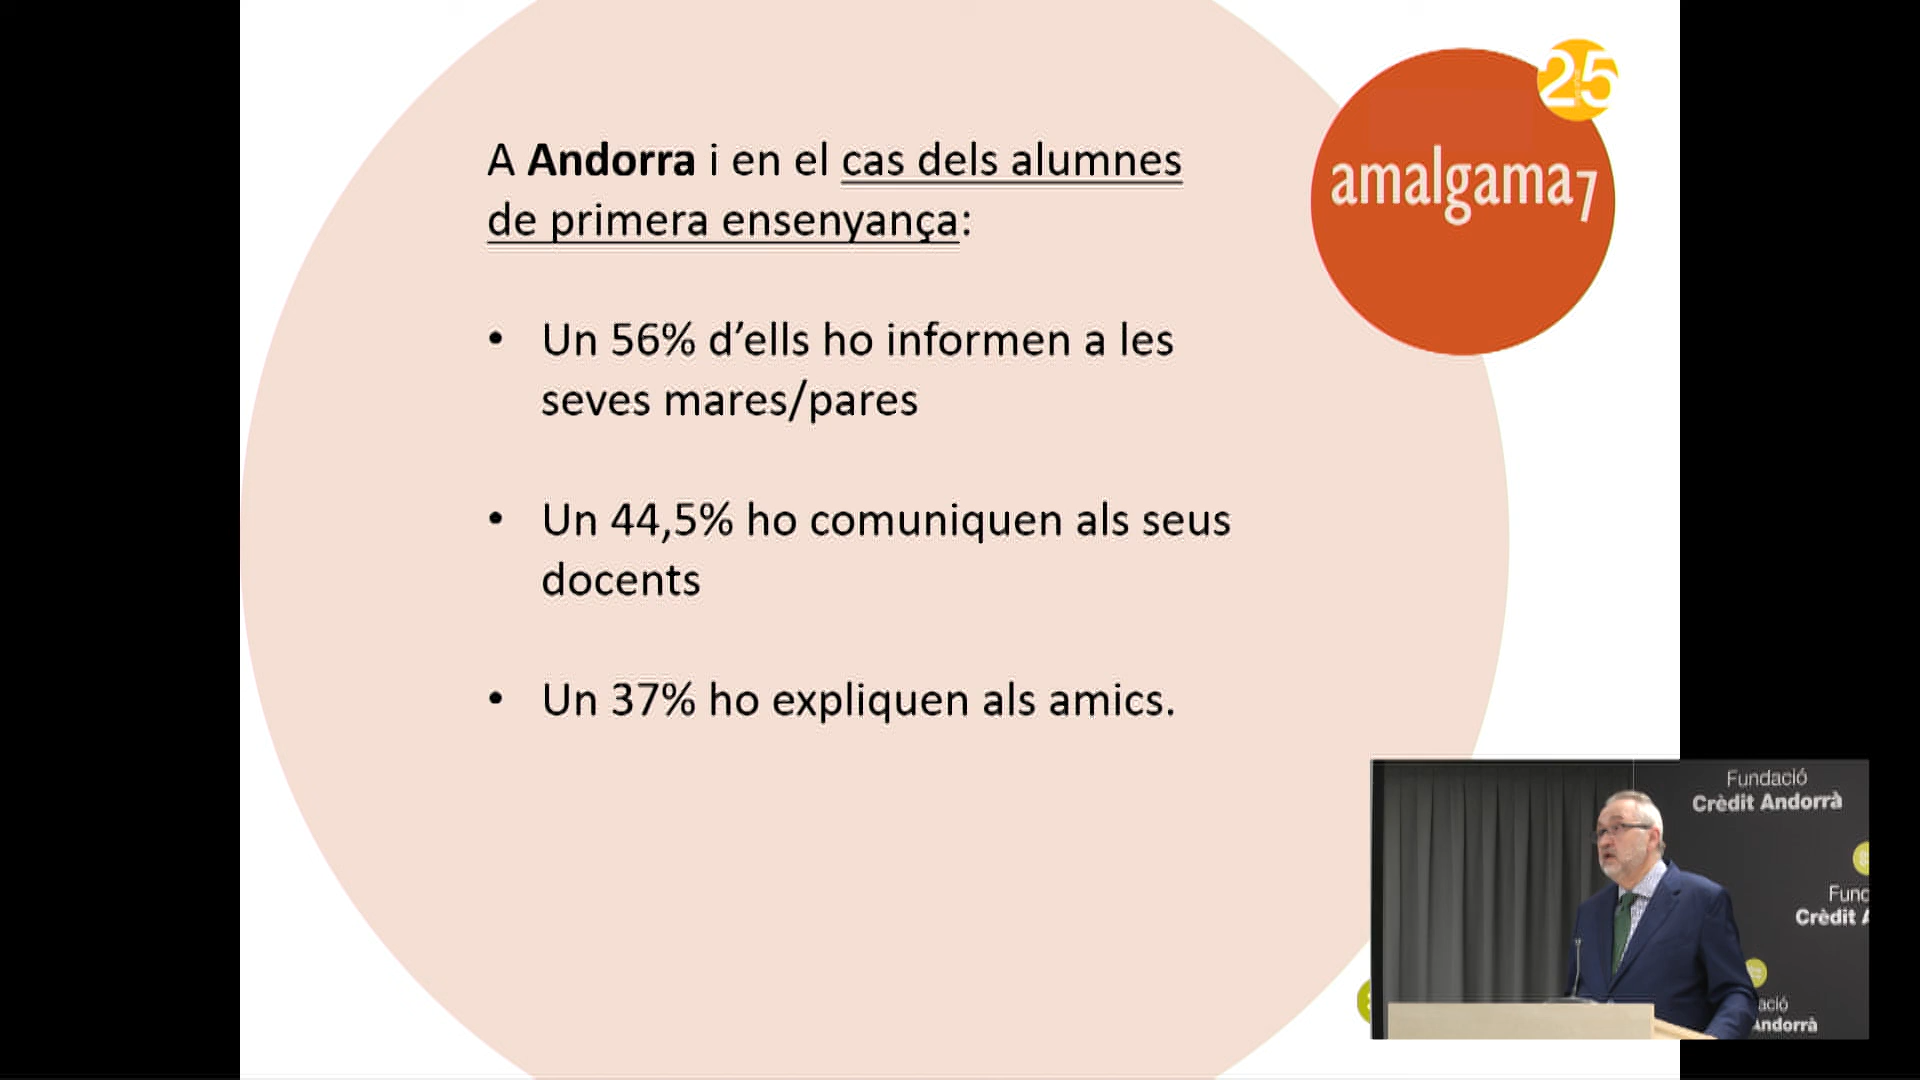 25
amalgama7
A Andorra i en el cas dels alumnes
de primera ensenyança:
• Un 56% d’ells ho informen a les
seves mares/pares
• Un 44,5% ho comuniquen als seus
docents
• Un 37% ho expliquen als amics.
Fundació
Crèdit Andorrà
Crèdit
Andorrà